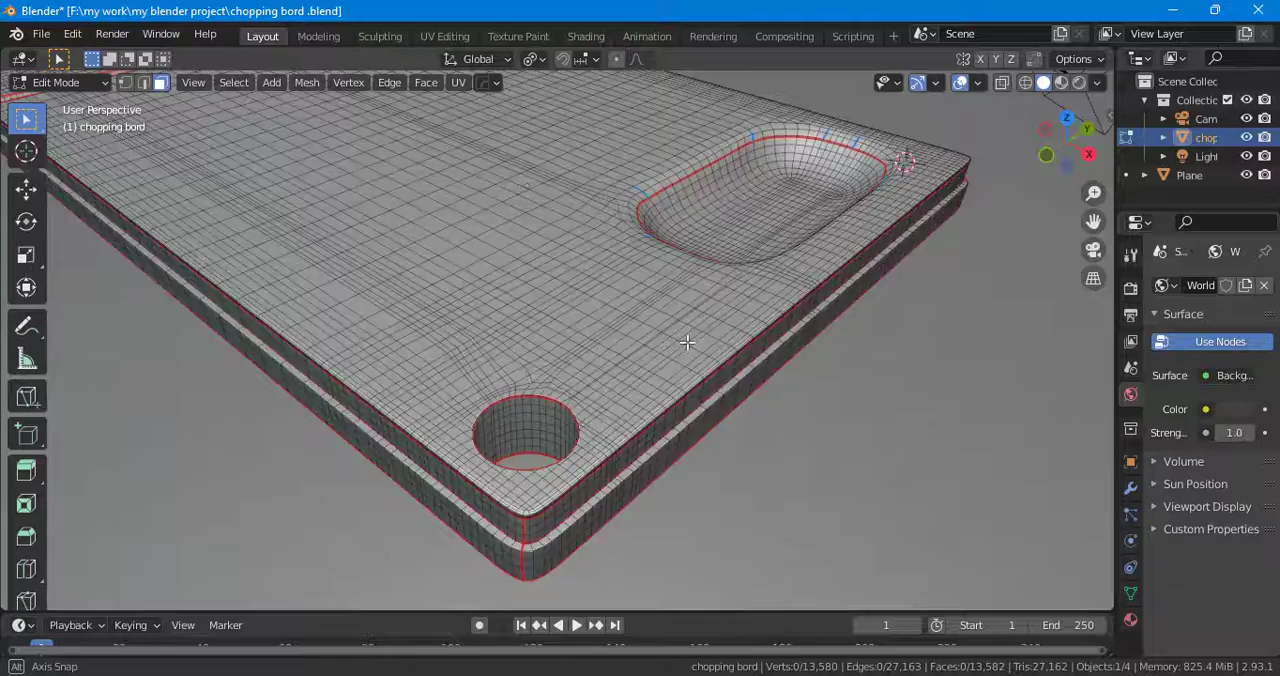 Blender* [F:\my work\my blender project\chopping bord .blend]
File Edit Render Window Help Layout Modeling Sculpting UV Editing Texture Paint Shading Animation Rendering Compositing Scripting + Scene View Layer
Global X Y Z Options
Edit Mode View Select Add Mesh Vertex Edge Face UV
User Perspective
(1) chopping bord
Z
Y
X
Scene Collec
Collectic
Cam
chop
Light
Plane
S... W
World
Surface
Use Nodes
Surface Backg...
Color
Streng... 1.0
Volume
Sun Position
Viewport Display
Custom Properties
Playback Keying View Marker 1 Start 1 End 250
Alt Axis Snap chopping bord | Verts:0/13,580 | Edges:0/27,163 | Faces:0/13,582 | Tris:27,162 | Objects:1/4 | Memory: 825.4 MiB | 2.93.1